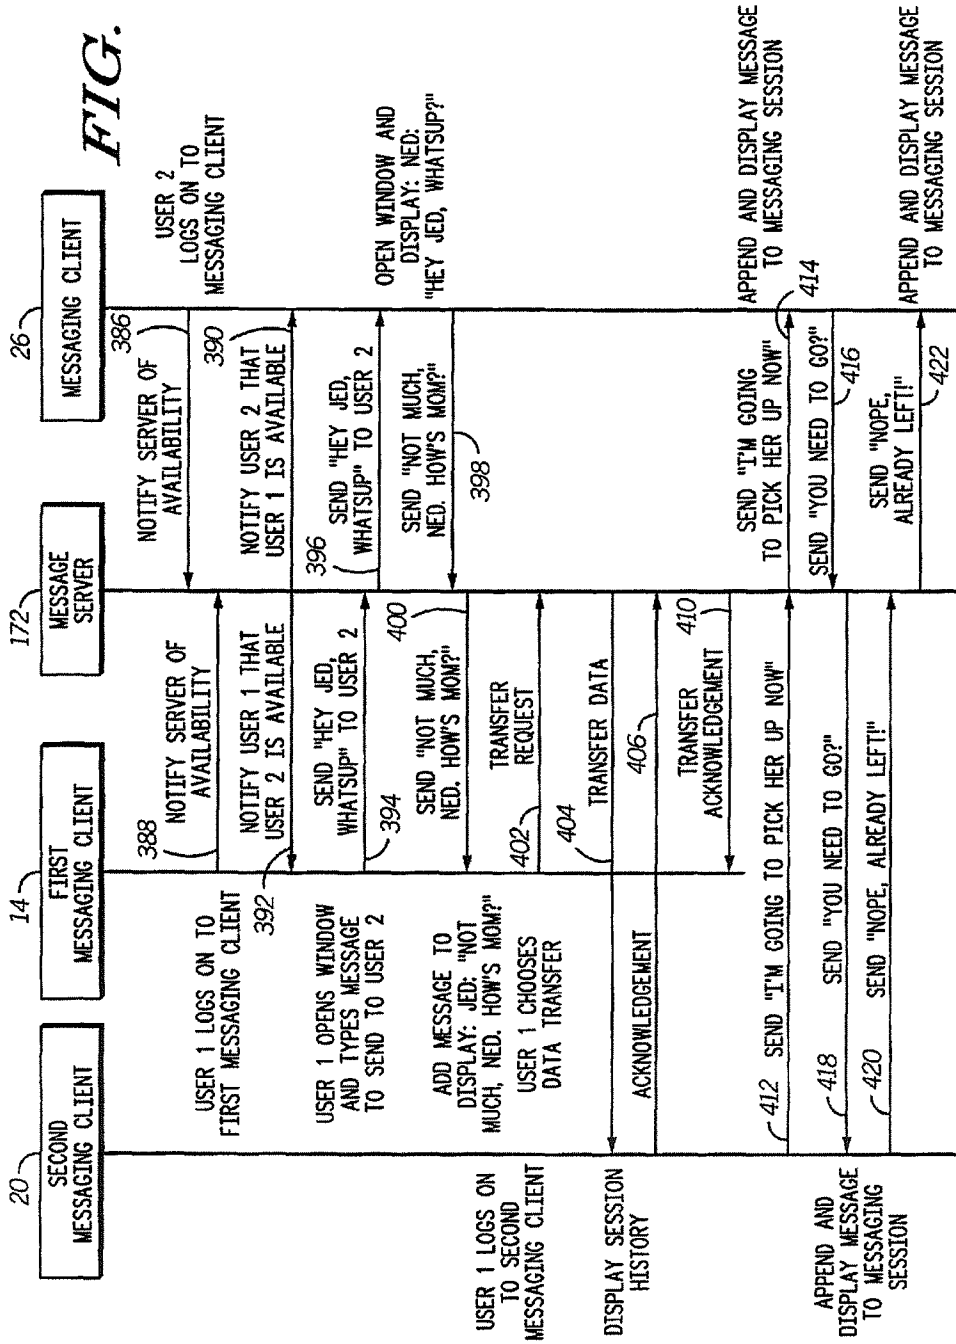 FIG.
20
SECOND
MESSAGING CLIENT
14
FIRST
MESSAGING CLIENT
172
MESSAGE
SERVER
26
MESSAGING CLIENT
USER 2
LOGS ON TO
MESSAGING CLIENT
386
NOTIFY SERVER OF
AVAILABILITY
USER 1 LOGS ON TO
FIRST MESSAGING CLIENT
388
NOTIFY SERVER OF
AVAILABILITY
390
NOTIFY USER 2 THAT
USER 1 IS AVAILABLE
392
NOTIFY USER 1 THAT
USER 2 IS AVAILABLE
USER 1 OPENS WINDOW
AND TYPES MESSAGE
TO SEND TO USER 2
SEND "HEY JED,
WHATSUP" TO USER 2
394
396
SEND "HEY JED,
WHATSUP" TO USER 2
OPEN WINDOW AND
DISPLAY: NED:
"HEY JED, WHATSUP?"
SEND "NOT MUCH,
NED. HOW'S MOM?"
398
400
SEND "NOT MUCH,
NED. HOW'S MOM?"
ADD MESSAGE TO
DISPLAY: JED: "NOT
MUCH, NED. HOW'S MOM?"
USER 1 CHOOSES
DATA TRANSFER
402
TRANSFER
REQUEST
USER 1 LOGS ON
TO SECOND
MESSAGING CLIENT
404
TRANSFER DATA
DISPLAY SESSION
HISTORY
ACKNOWLEDGEMENT
406
410
TRANSFER
ACKNOWLEDGEMENT
412
SEND "I'M GOING TO PICK HER UP NOW"
SEND "I'M GOING
TO PICK HER UP NOW"
414
APPEND AND DISPLAY MESSAGE
TO MESSAGING SESSION
SEND "YOU NEED TO GO?"
416
418
SEND "YOU NEED TO GO?"
APPEND AND
DISPLAY MESSAGE
TO MESSAGING
SESSION
420
SEND "NOPE, ALREADY LEFT!"
SEND "NOPE,
ALREADY LEFT!"
422
APPEND AND DISPLAY MESSAGE
TO MESSAGING SESSION